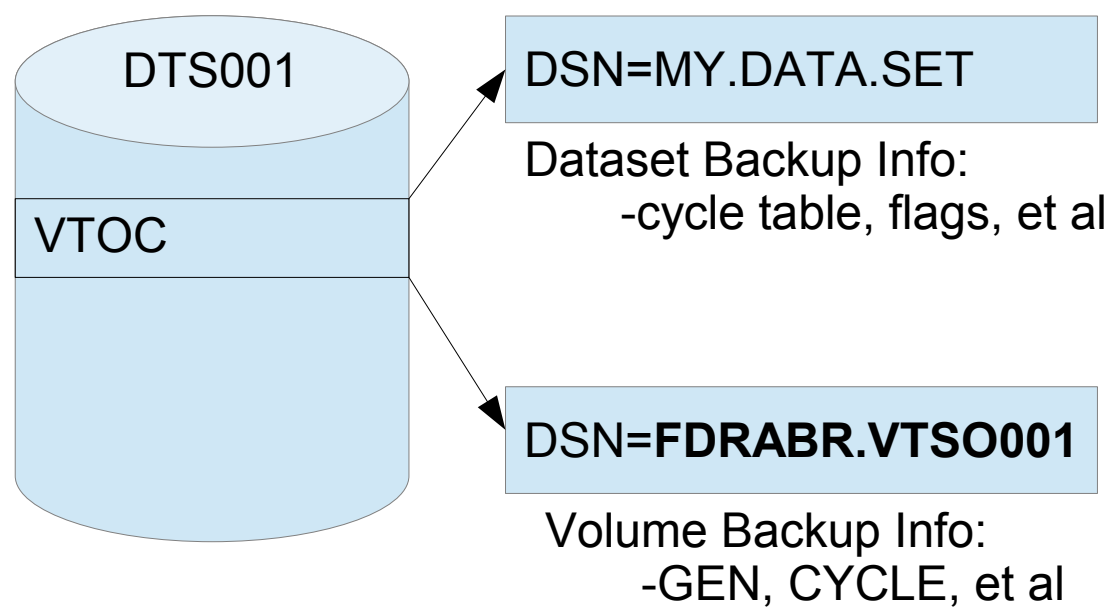 DTS001
DSN=MY.DATA.SET
Dataset Backup Info:
-cycle table, flags, et al
VTOC
DSN=FDRABR.VTSO001
Volume Backup Info:
-GEN, CYCLE, et al